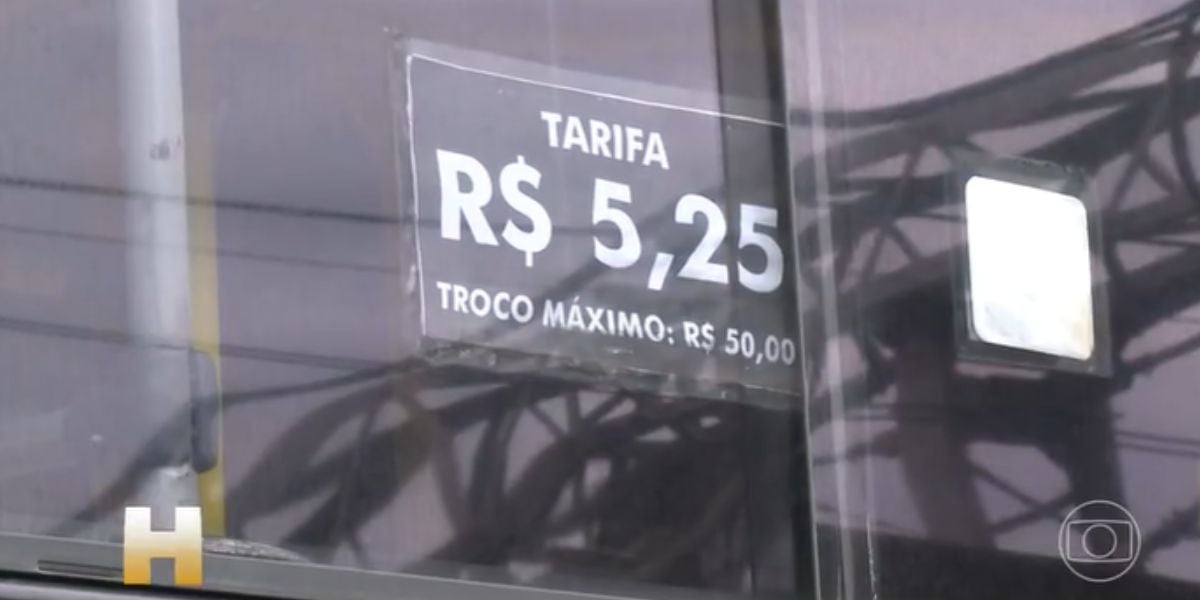 TARIFA
R$ 5,25
TROCO MÁXIMO: R$ 50,00
H